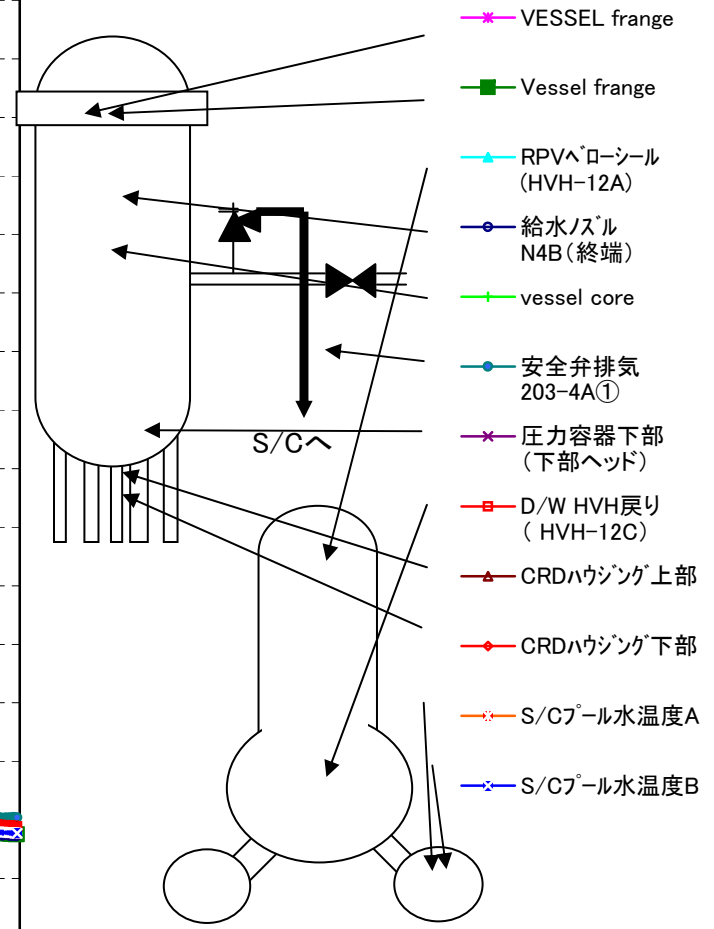 VESSEL frange
Vessel frange
RPVベローシール
(HVH-12A)
給水ノズル
N4B(終端)
vessel core
安全弁排気
203-4A①
圧力容器下部
(下部ヘッド)
D/W HVH戻り
( HVH-12C)
CRDハウジング上部
CRDハウジング下部
S/Cプール水温度A
S/Cプール水温度B
S/Cへ